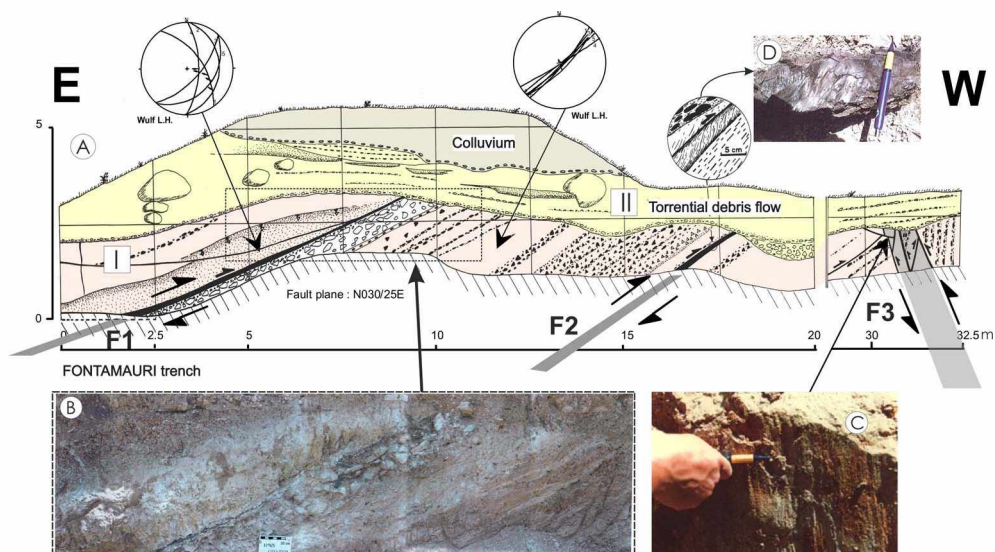 E
W
A
D
Wulf L.H.
Wulf L.H.
5
0
Colluvium
5 cm
I
II
Torrential debris flow
Fault plane : N030/25E
F1
F2
F3
0
2.5
5
10
15
20
30
32.5 m
FONTAMAURI trench
B
C